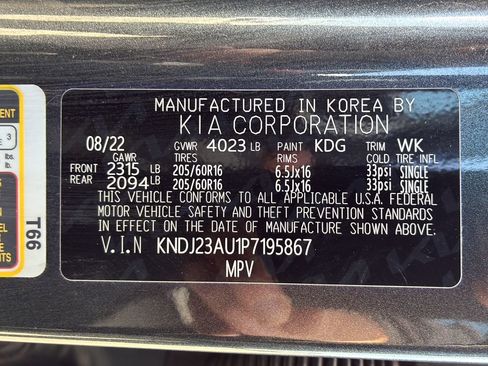 MANUFACTURED IN KOREA BY
KIA CORPORATION
08/22 GVWR 4023 LB PAINT KDG TRIM WK
GAWR TIRES RIMS COLD TIRE INFL
FRONT 2315 LB 205/60R16 6.5Jx16 33psi SINGLE
REAR 2094 LB 205/60R16 6.5Jx16 33psi SINGLE
THIS VEHICLE CONFORMS TO ALL APPLICABLE U.S.A. FEDERAL
MOTOR VEHICLE SAFETY AND THEFT PREVENTION STANDARDS
IN EFFECT ON THE DATE OF MANUFACTURE SHOWN ABOVE.
V.I.N KNDJ23AU1P7195867
MPV
3
lbs.
lb.
T66